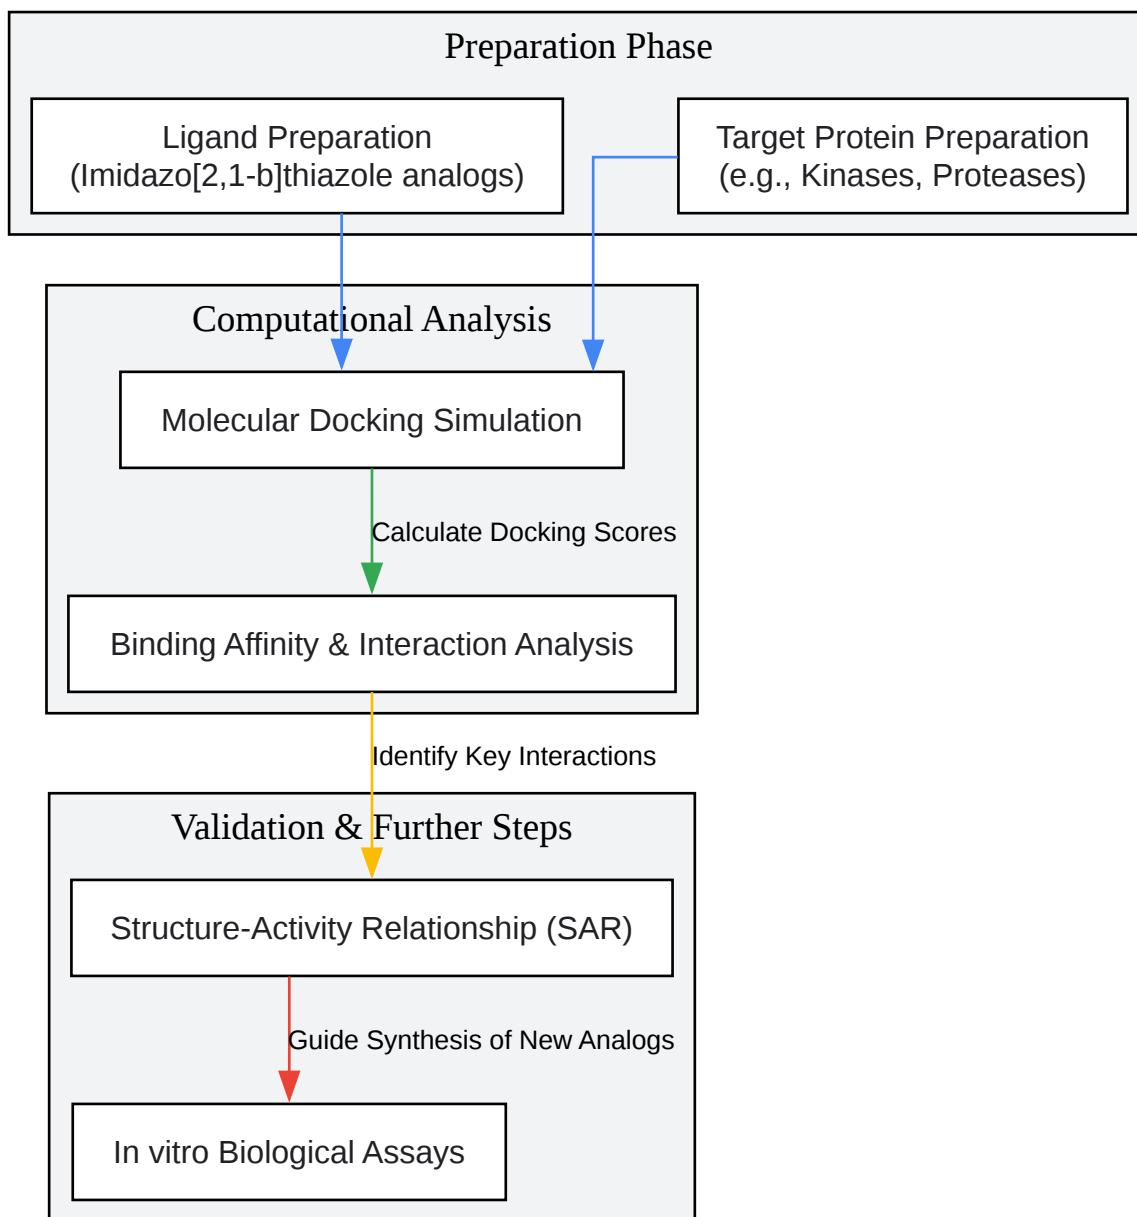 Preparation Phase
Ligand Preparation
(Imidazo[2,1-b]thiazole analogs)
Target Protein Preparation
(e.g., Kinases, Proteases)
Computational Analysis
Molecular Docking Simulation
Calculate Docking Scores
Binding Affinity & Interaction Analysis
Identify Key Interactions
Validation & Further Steps
Structure-Activity Relationship (SAR)
Guide Synthesis of New Analogs
In vitro Biological Assays